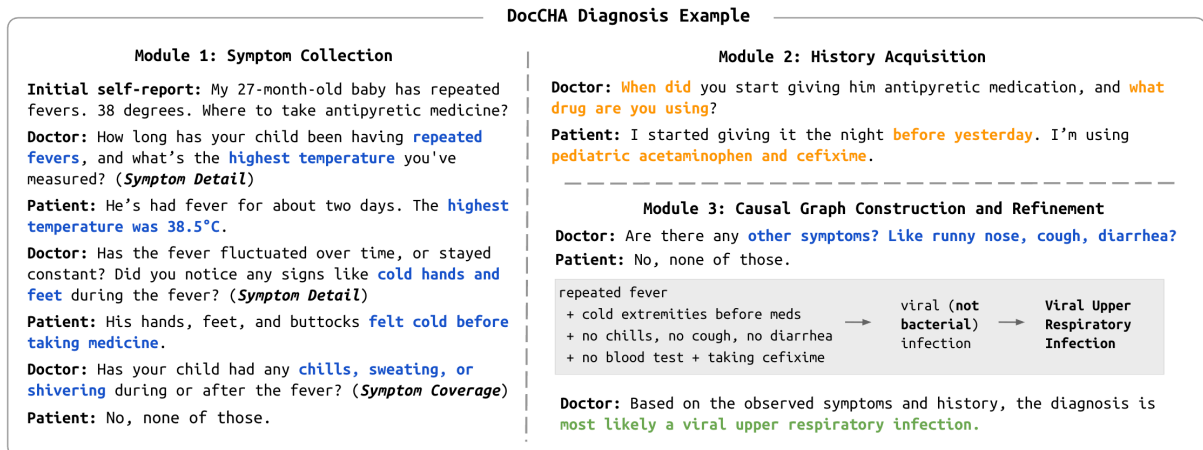 DocCHA Diagnosis Example
Module 1: Symptom Collection
Initial self-report: My 27-month-old baby has repeated
fevers. 38 degrees. Where to take antipyretic medicine?
Doctor: How long has your child been having repeated
fevers, and what's the highest temperature you've
measured? (Symptom Detail)
Patient: He's had fever for about two days. The highest
temperature was 38.5°C.
Doctor: Has the fever fluctuated over time, or stayed
constant? Did you notice any signs like cold hands and
feet during the fever? (Symptom Detail)
Patient: His hands, feet, and buttocks felt cold before
taking medicine.
Doctor: Has your child had any chills, sweating, or
shivering during or after the fever? (Symptom Coverage)
Patient: No, none of those.
Module 2: History Acquisition
Doctor: When did you start giving him antipyretic medication, and what
drug are you using?
Patient: I started giving it the night before yesterday. I'm using
pediatric acetaminophen and cefixime.
Module 3: Causal Graph Construction and Refinement
Doctor: Are there any other symptoms? Like runny nose, cough, diarrhea?
Patient: No, none of those.
repeated fever
+ cold extremities before meds
+ no chills, no cough, no diarrhea
+ no blood test + taking cefixime
viral (not
bacterial)
infection
Viral Upper
Respiratory
Infection
Doctor: Based on the observed symptoms and history, the diagnosis is
most likely a viral upper respiratory infection.